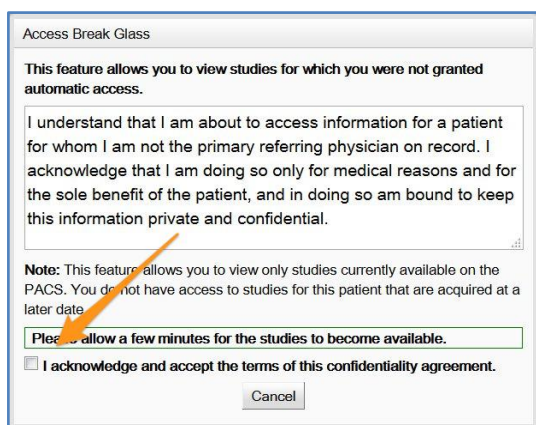 Access Break Glass
This feature allows you to view studies for which you were not granted
automatic access.
I understand that I am about to access information for a patient
for whom I am not the primary referring physician on record. I
acknowledge that I am doing so only for medical reasons and for
the sole benefit of the patient, and in doing so am bound to keep
this information private and confidential.
Note: This feature allows you to view only studies currently available on the
PACS. You do not have access to studies for this patient that are acquired at a
later date
Please allow a few minutes for the studies to become available.
I acknowledge and accept the terms of this confidentiality agreement.
Cancel